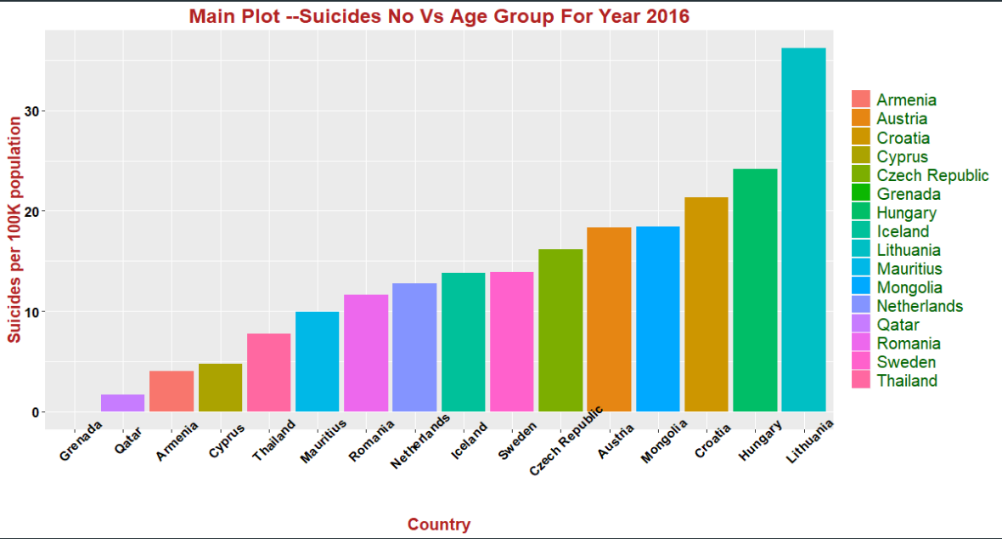 Main Plot --Suicides No Vs Age Group For Year 2016
Suicides per 100K population
30
20
10
0
Grenada
Qatar
Armenia
Cyprus
Thailand
Mauritius
Romania
Netherlands
Iceland
Sweden
Czech Republic
Austria
Mongolia
Croatia
Hungary
Lithuania
Country
Armenia
Austria
Croatia
Cyprus
Czech Republic
Grenada
Hungary
Iceland
Lithuania
Mauritius
Mongolia
Netherlands
Qatar
Romania
Sweden
Thailand